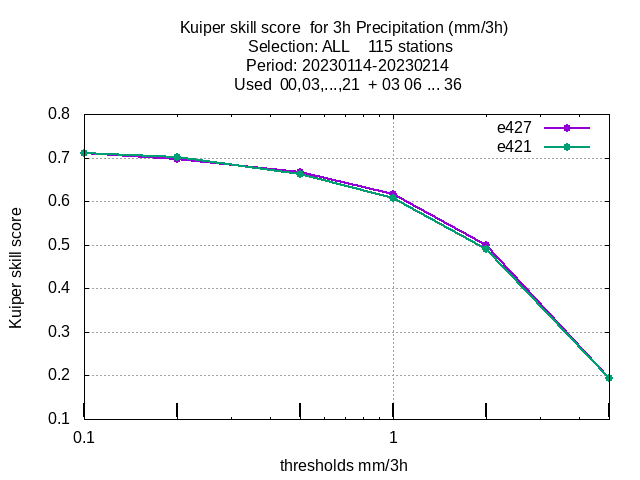 Kuiper skill score  for 3h Precipitation (mm/3h)
Selection: ALL    115 stations
Period: 20230114-20230214
Used  00,03,...,21  + 03 06 ... 36
e427
e421
0.8
0.7
0.6
0.5
0.4
0.3
0.2
0.1
Kuiper skill score
0.1
1
thresholds mm/3h